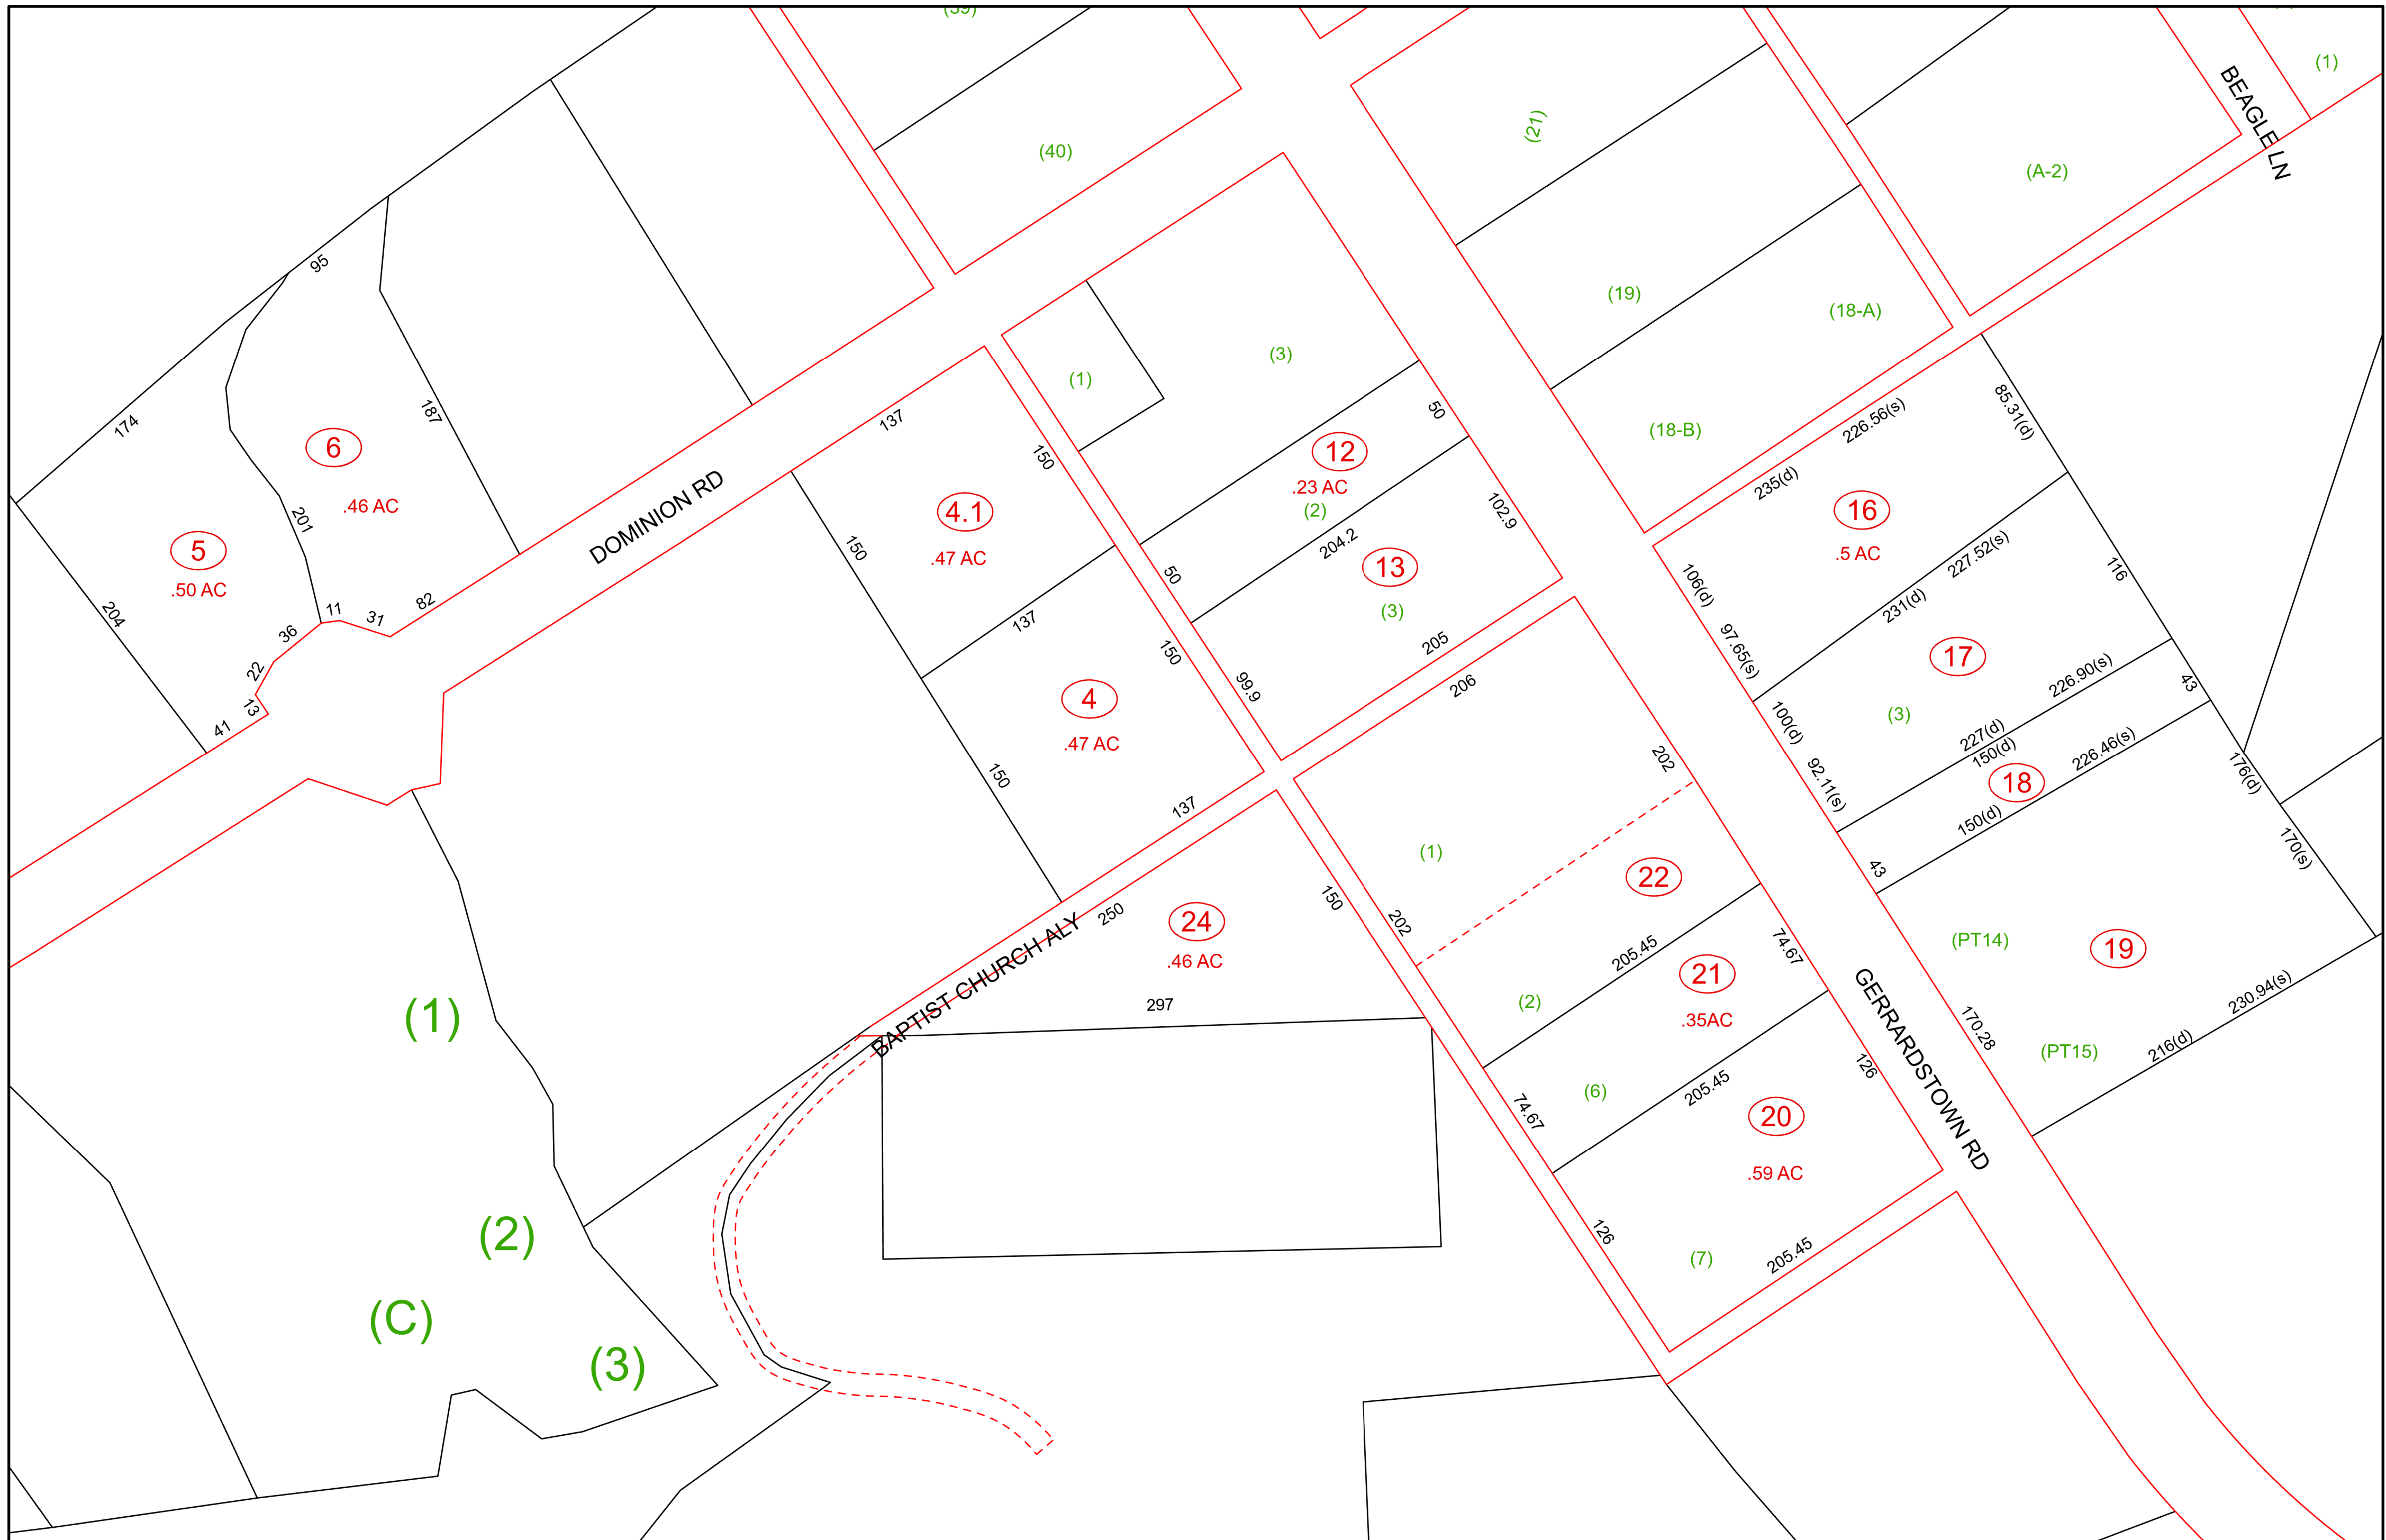 (39)
(1)
BEAGLE LN
(21)
(40)
(A-2)
95
(19)
(18-A)
(3)
(1)
174
187
137
50
(18-B)
226.56(s)
85.31(d)
6
.46 AC
150
12
.23 AC
(2)
235(d)
16
.5 AC
201
DOMINION RD
4.1
.47 AC
102.9
204.2
5
.50 AC
150
50
13
(3)
227.52(s)
116
106(d)
231(d)
204
11
31
82
36
137
150
205
97.65(s)
17
22
13
41
4
.47 AC
99.9
206
226.90(s)
43
(3)
100(d)
227(d)
150(d)
226.46(s)
202
150
137
92.11(s)
18
176(d)
150(d)
170(s)
(1)
22
43
250
24
.46 AC
150
202
(PT14)
19
BAPTIST CHURCH ALY
205.45
74.67
21
.35AC
(2)
297
(1)
GERRARDSTOWN RD
170.28
230.94(s)
216(d)
(PT15)
(6)
205.45
126
74.67
20
.59 AC
(2)
126
(7)
205.45
(C)
(3)